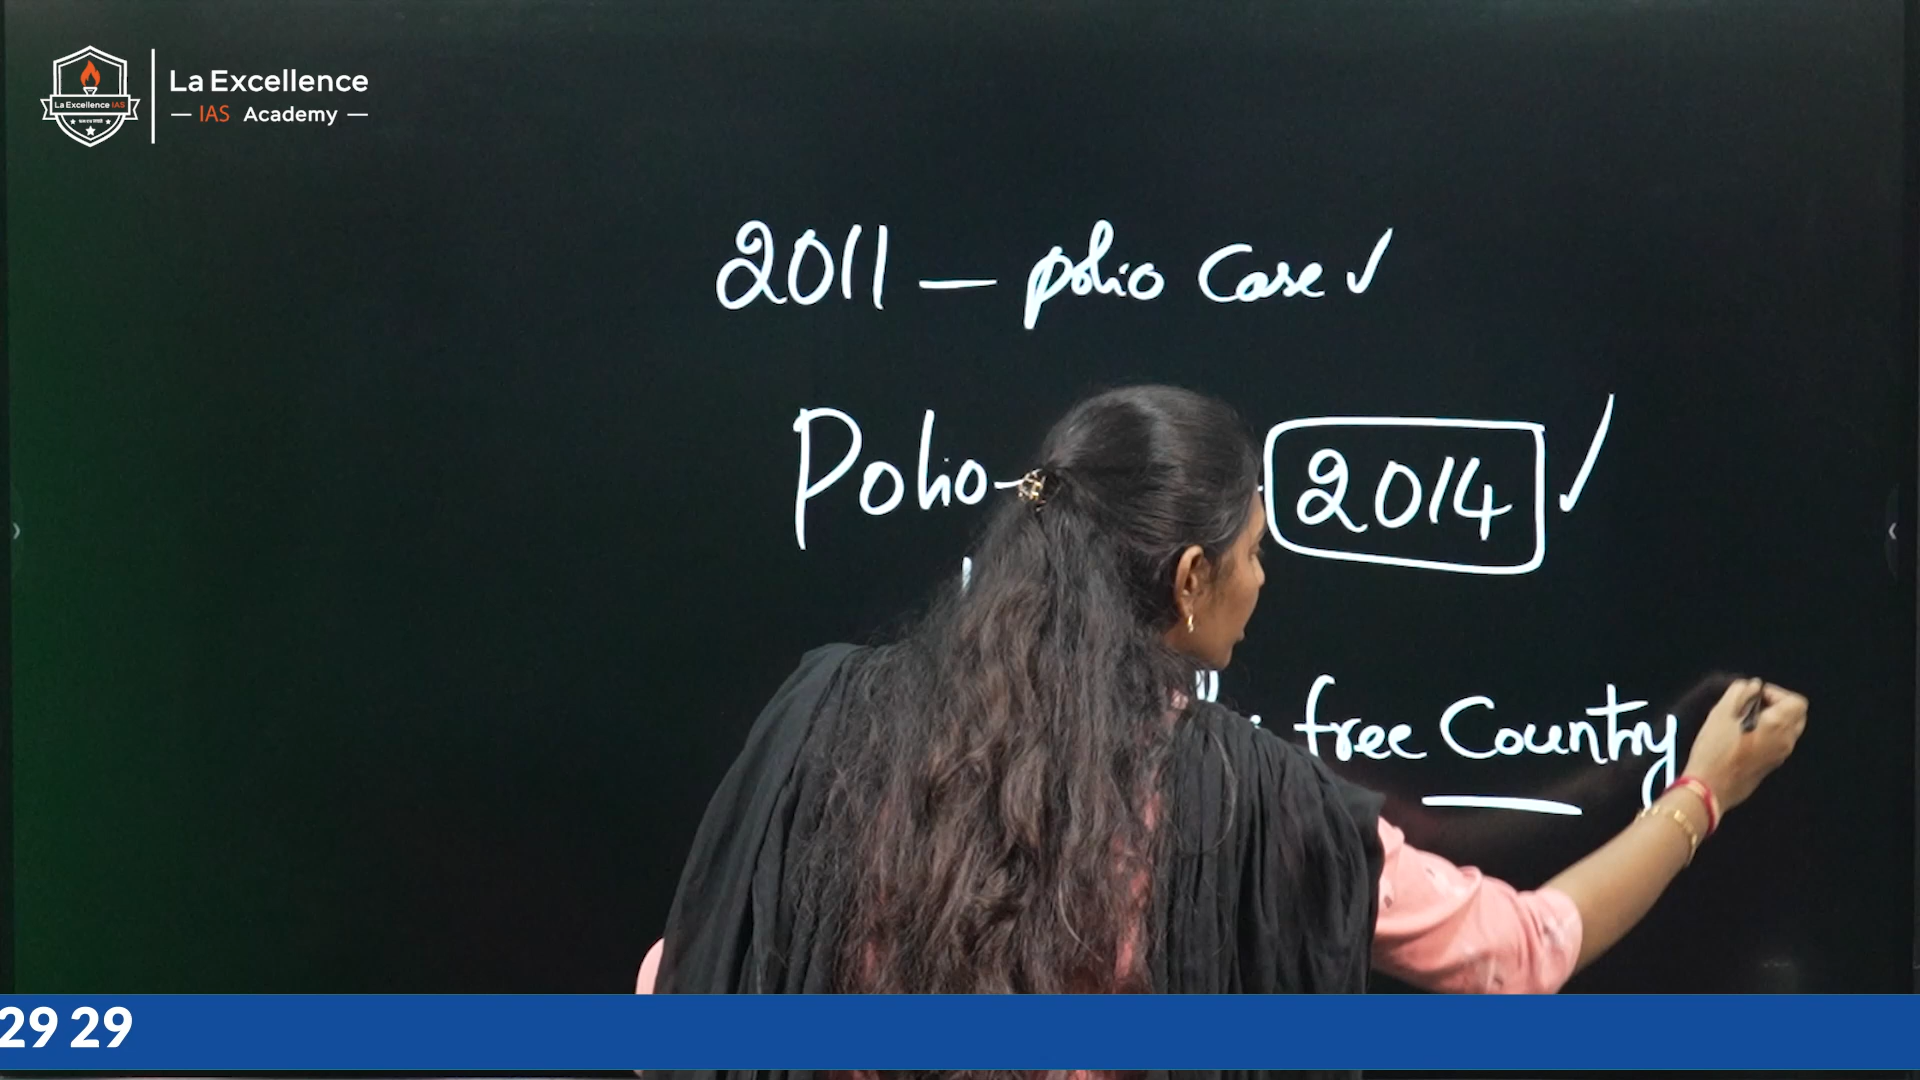 La Excellence
— IAS Academy —
La Excellence IAS
2011 — polio Case ✓
Polio - 2014 ✓
free Country
29 29